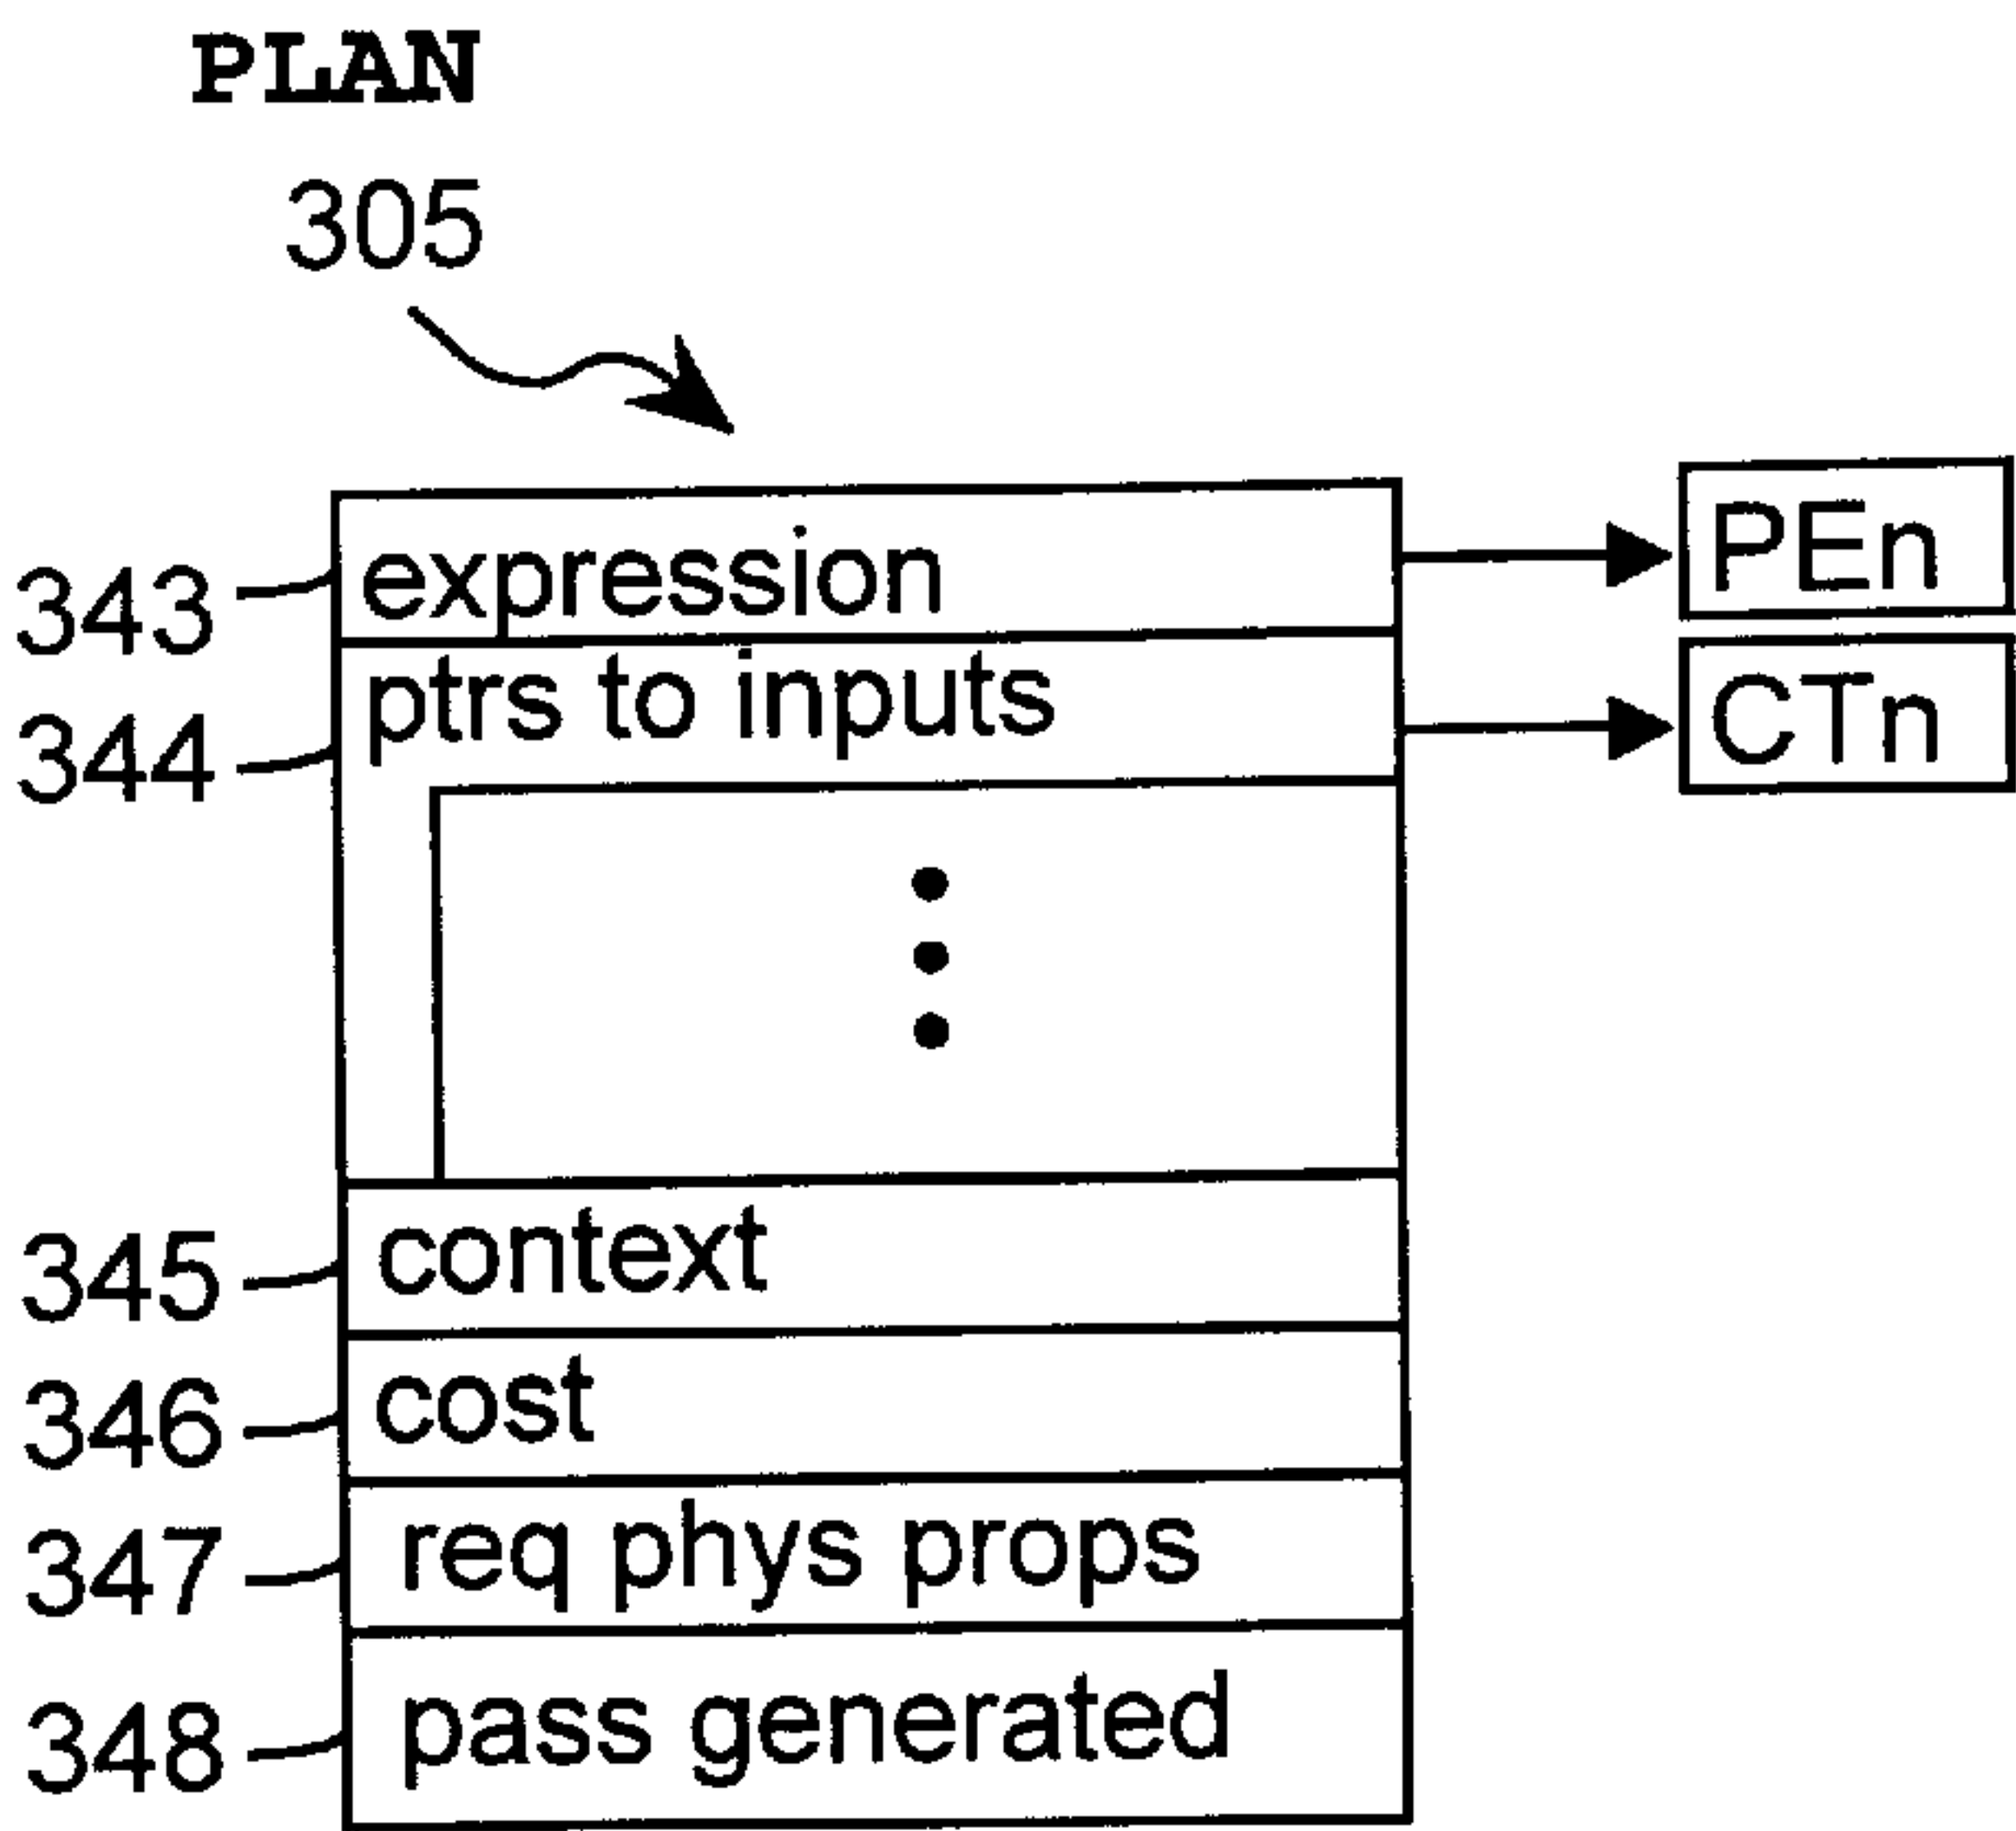 PLAN
305
343 expression PEn
344 ptrs to inputs CTn
345 context
346 cost
347 req phys props
348 pass generated